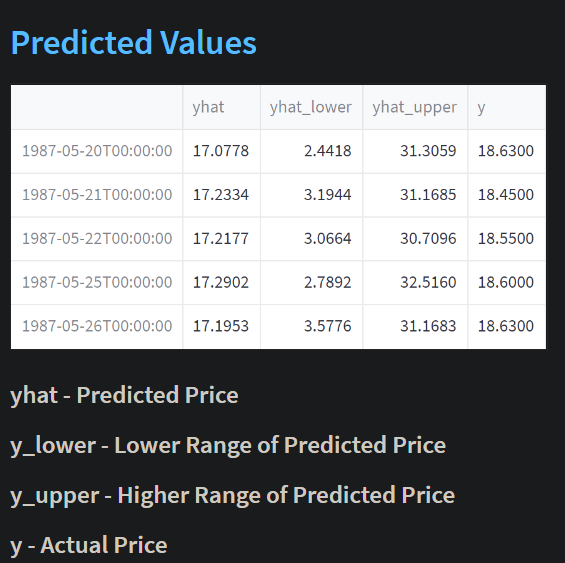 Predicted Values
yhat yhat_lower yhat_upper y
1987-05-20T00:00:00 17.0778 2.4418 31.3059 18.6300
1987-05-21T00:00:00 17.2334 3.1944 31.1685 18.4500
1987-05-22T00:00:00 17.2177 3.0664 30.7096 18.5500
1987-05-25T00:00:00 17.2902 2.7892 32.5160 18.6000
1987-05-26T00:00:00 17.1953 3.5776 31.1683 18.6300
yhat - Predicted Price
y_lower - Lower Range of Predicted Price
y_upper - Higher Range of Predicted Price
y - Actual Price